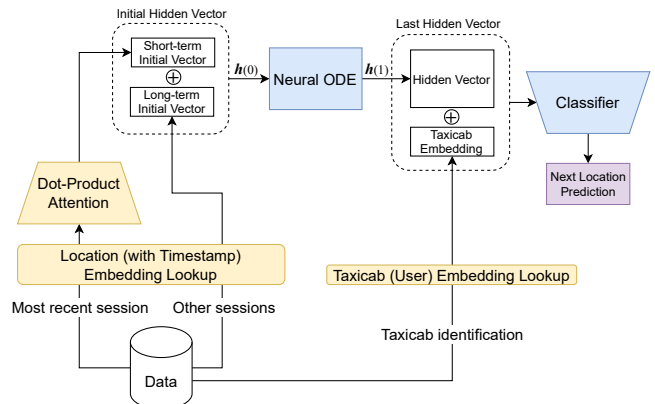 Initial Hidden Vector
Short-term
Initial Vector
⊕
Long-term
Initial Vector
h(0)
Neural ODE
h(1)
Last Hidden Vector
Hidden Vector
⊕
Taxicab
Embedding
Classifier
Next Location
Prediction
Dot-Product
Attention
Location (with Timestamp)
Embedding Lookup
Taxicab (User) Embedding Lookup
Most recent session
Other sessions
Taxicab identification
Data